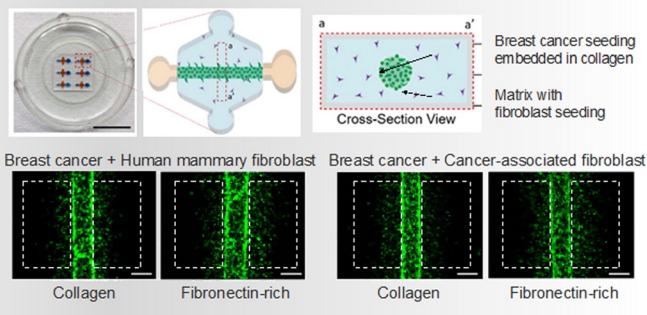 a
a'
a
a'
Breast cancer seeding
embedded in collagen
Matrix with
fibroblast seeding
Cross-Section View
Breast cancer + Human mammary fibroblast
Breast cancer + Cancer-associated fibroblast
Collagen
Fibronectin-rich
Collagen
Fibronectin-rich